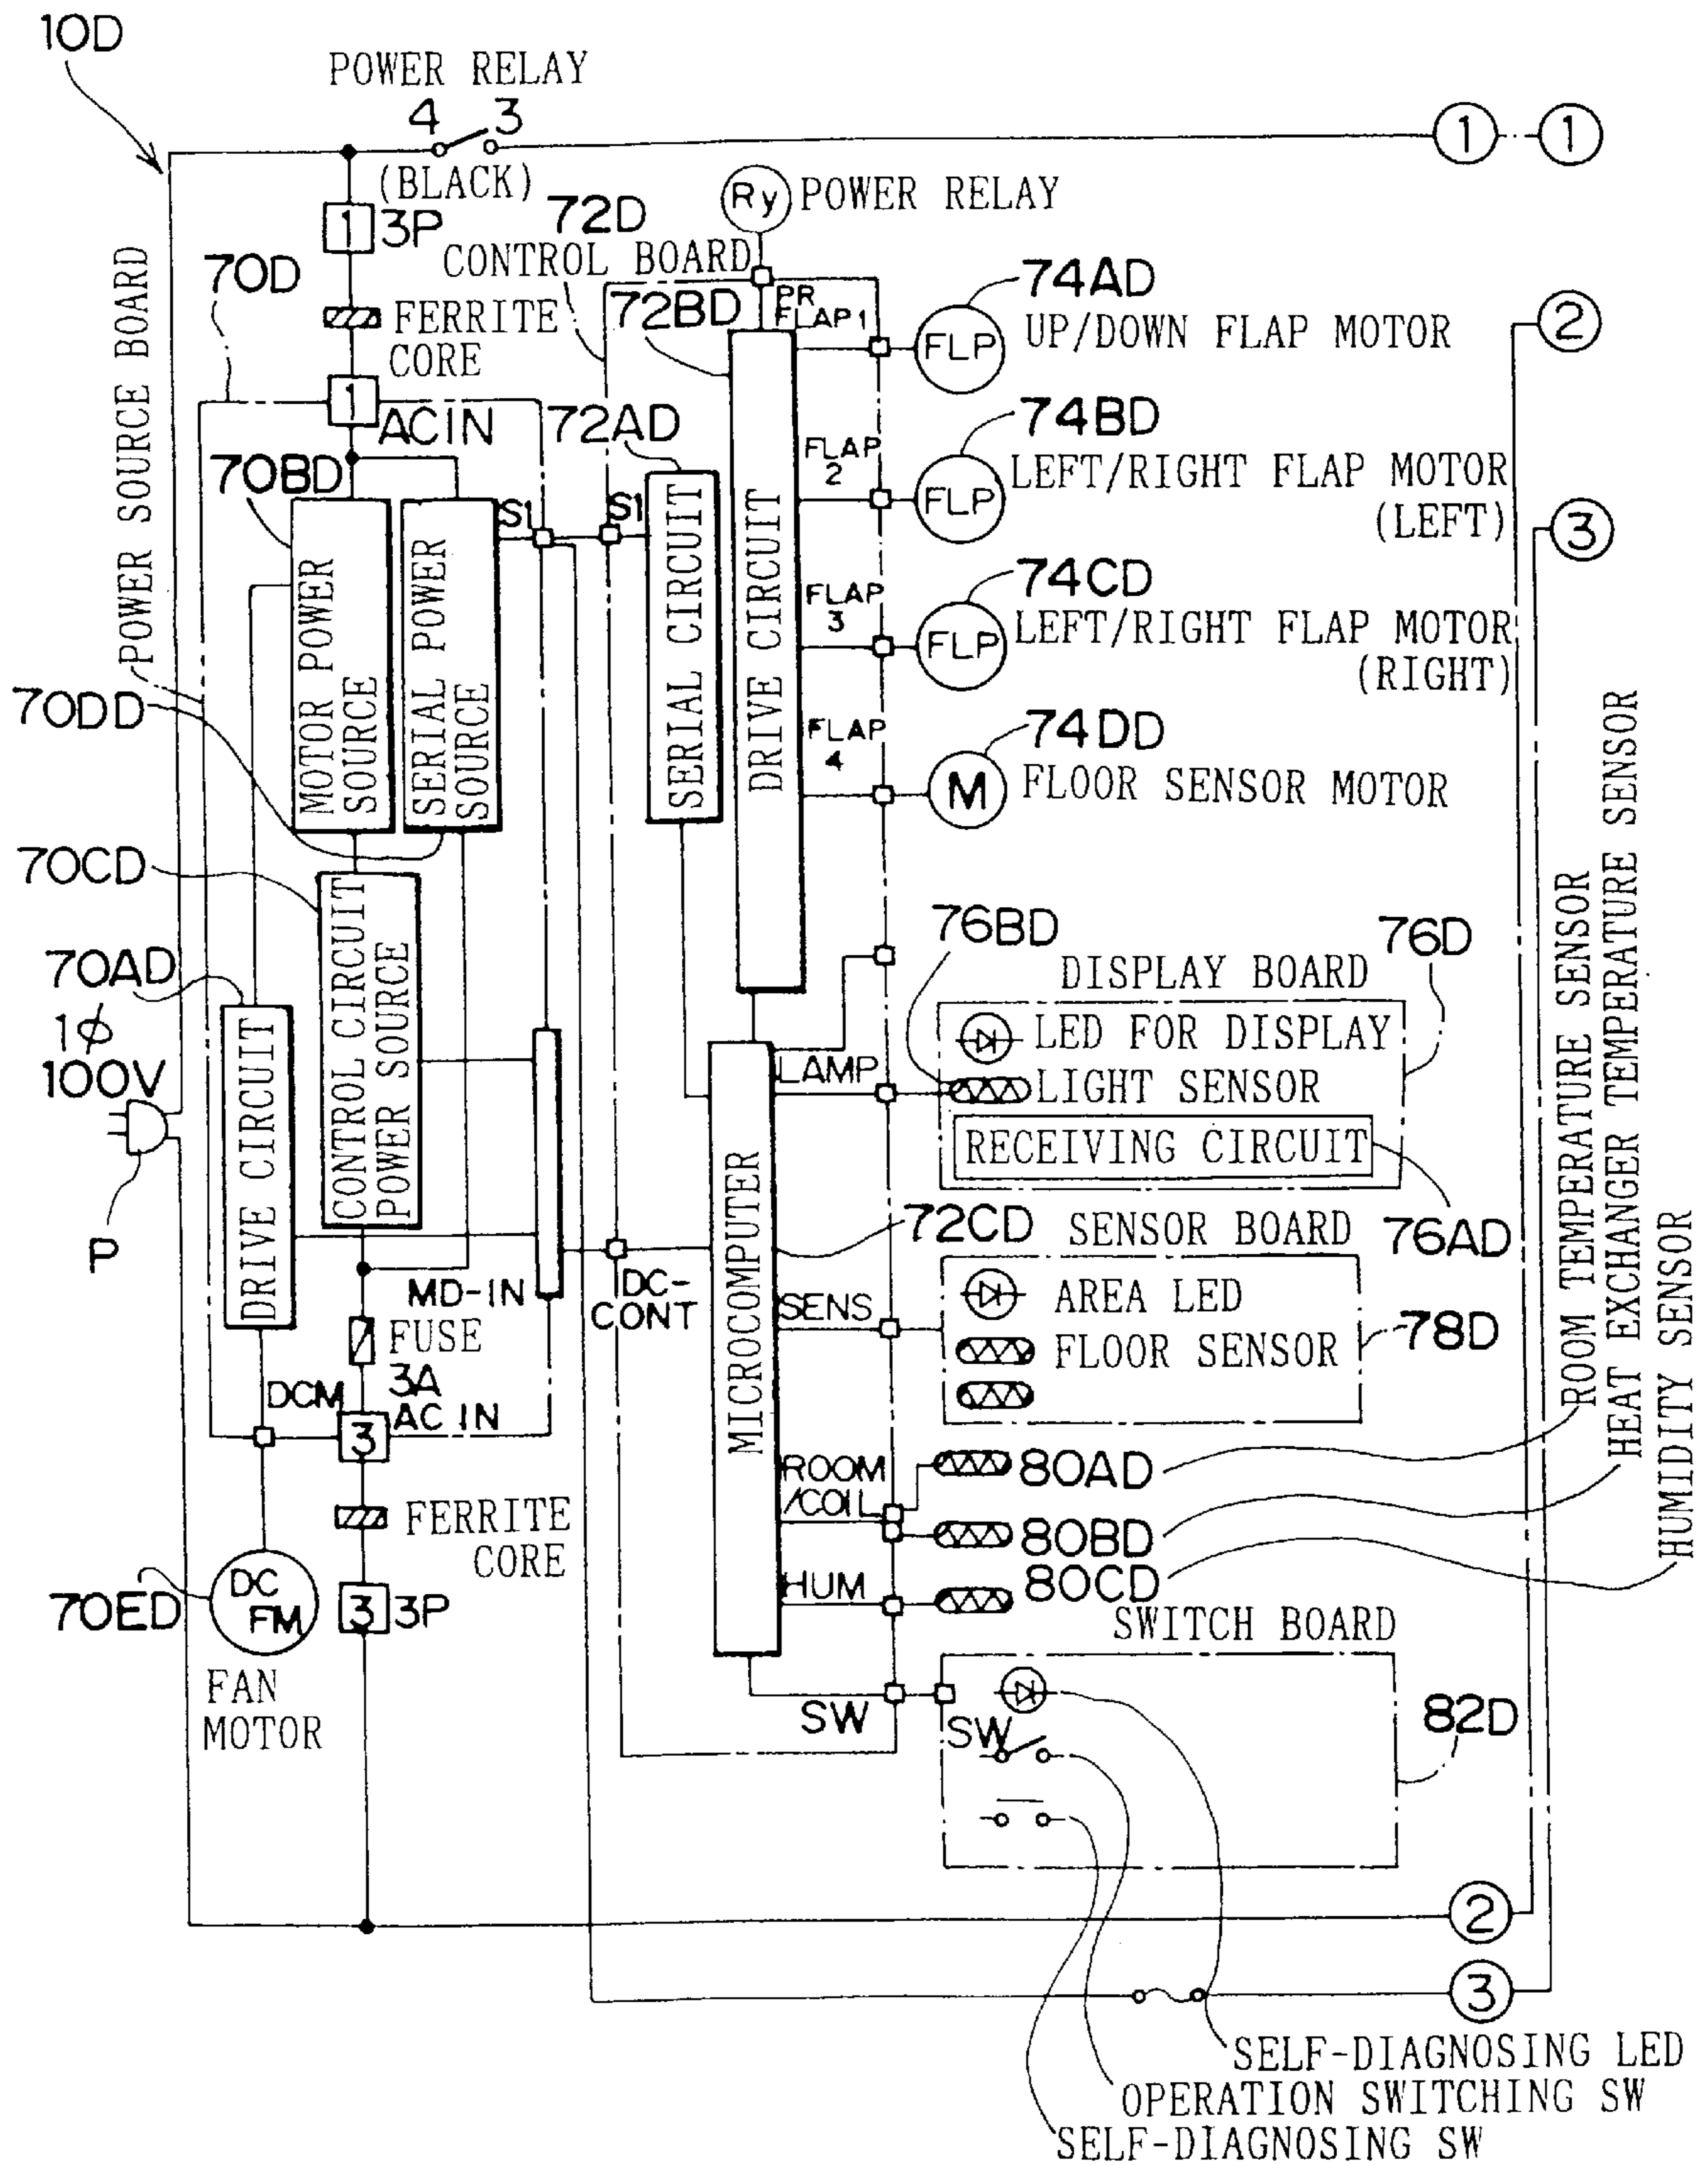 10D
POWER RELAY
4 3
(BLACK)
1 1
Ry POWER RELAY
1 3P
72D
CONTROL BOARD
POWER SOURCE BOARD
70D
FERRITE
CORE
72BD
PR
FLAP1
74AD
FLP UP/DOWN FLAP MOTOR
2
1
ACIN
72AD
70BD
FLAP
2
74BD
FLP LEFT/RIGHT FLAP MOTOR
(LEFT)
3
S1 S1
MOTOR POWER
SOURCE
SERIAL POWER
SOURCE
SERIAL CIRCUIT
DRIVE CIRCUIT
FLAP
3
74CD
FLP LEFT/RIGHT FLAP MOTOR
(RIGHT)
70DD
FLAP
4
74DD
M FLOOR SENSOR MOTOR
70CD
CONTROL CIRCUIT
POWER SOURCE
70AD
1φ
100V
P
DRIVE CIRCUIT
76BD
76D
DISPLAY BOARD
LED FOR DISPLAY
LAMP
LIGHT SENSOR
RECEIVING CIRCUIT
76AD
MICROCOMPUTER
72CD
SENSOR BOARD
AREA LED
SENS
FLOOR SENSOR
78D
MD-IN
DC-
CONT
FUSE
3A
DCM
3
AC IN
ROOM
/COIL
80AD
80BD
HUM
80CD
ROOM TEMPERATURE SENSOR
HEAT EXCHANGER TEMPERATURE SENSOR
HUMIDITY SENSOR
FERRITE
CORE
70ED
DC
FM
3 3P
FAN
MOTOR
SWITCH BOARD
SW
SW
82D
2
3
SELF-DIAGNOSING LED
OPERATION SWITCHING SW
SELF-DIAGNOSING SW